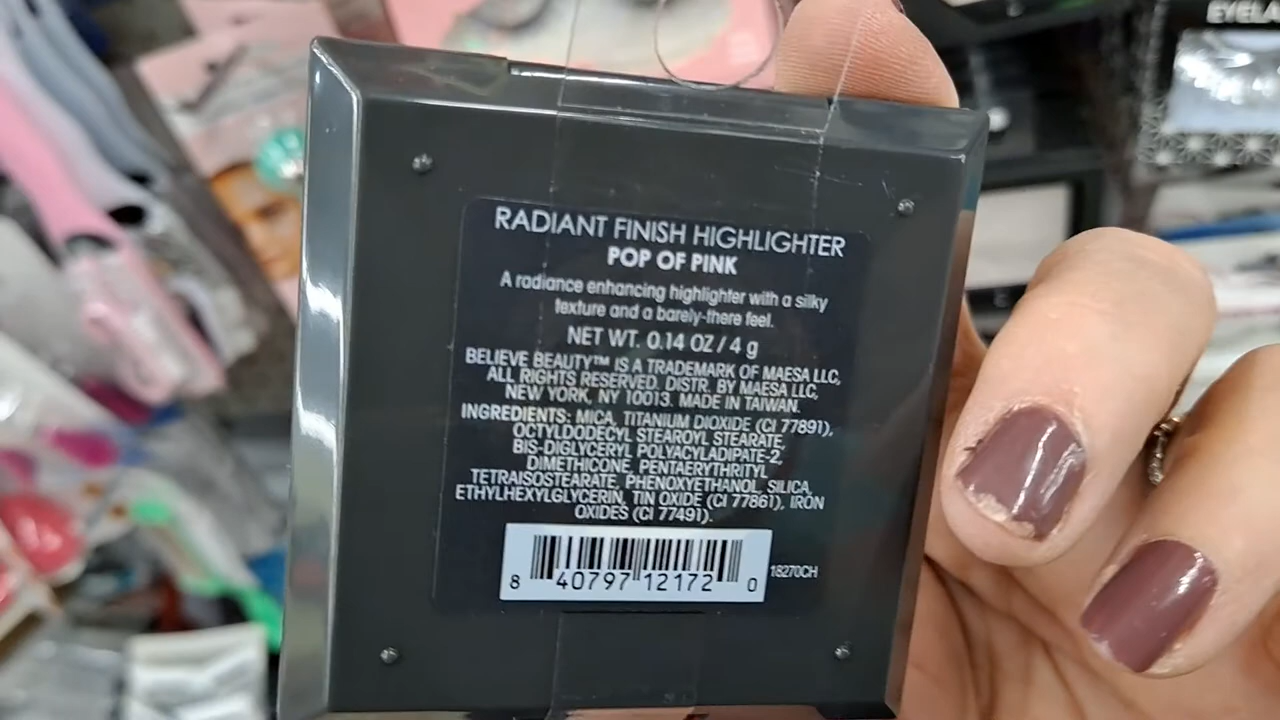 EYELA
RADIANT FINISH HIGHLIGHTER
POP OF PINK
A radiance enhancing highlighter with a silky
texture and a barely-there feel.
NET WT. 0.14 OZ / 4 g
BELIEVE BEAUTY™ IS A TRADEMARK OF MAESA LLC,
ALL RIGHTS RESERVED. DISTR. BY MAESA LLC,
NEW YORK, NY 10013. MADE IN TAIWAN.
INGREDIENTS: MICA, TITANIUM DIOXIDE (CI 77891),
OCTYLDODECYL STEAROYL STEARATE,
BIS-DIGLYCERYL POLYACYLADIPATE-2,
DIMETHICONE, PENTAERYTHRITYL
TETRAISOSTEARATE, PHENOXYETHANOL, SILICA,
ETHYLHEXYLGLYCERIN, TIN OXIDE (CI 77861), IRON
OXIDES (CI 77491).
8 40797 12172 0
18270CH